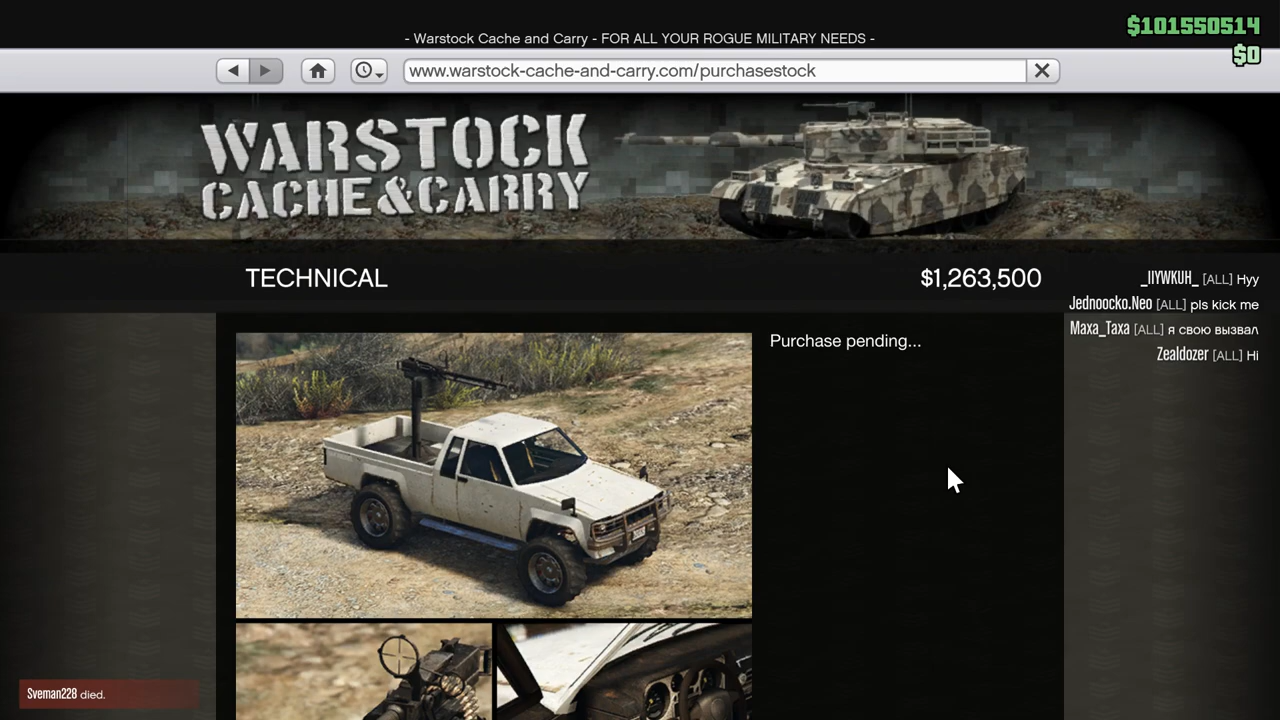 $101550514
- Warstock Cache and Carry - FOR ALL YOUR ROGUE MILITARY NEEDS -
$0
www.warstock-cache-and-carry.com/purchasestock
WARSTOCK
CACHE&CARRY
TECHNICAL
$1,263,500
_IIYWKUH_ [ALL] Hyy
Jednoocko.Neo [ALL] pls kick me
Maxa_Taxa [ALL] я свою вызвал
Zealdozer [ALL] Hi
Purchase pending...
Sveman228 died.